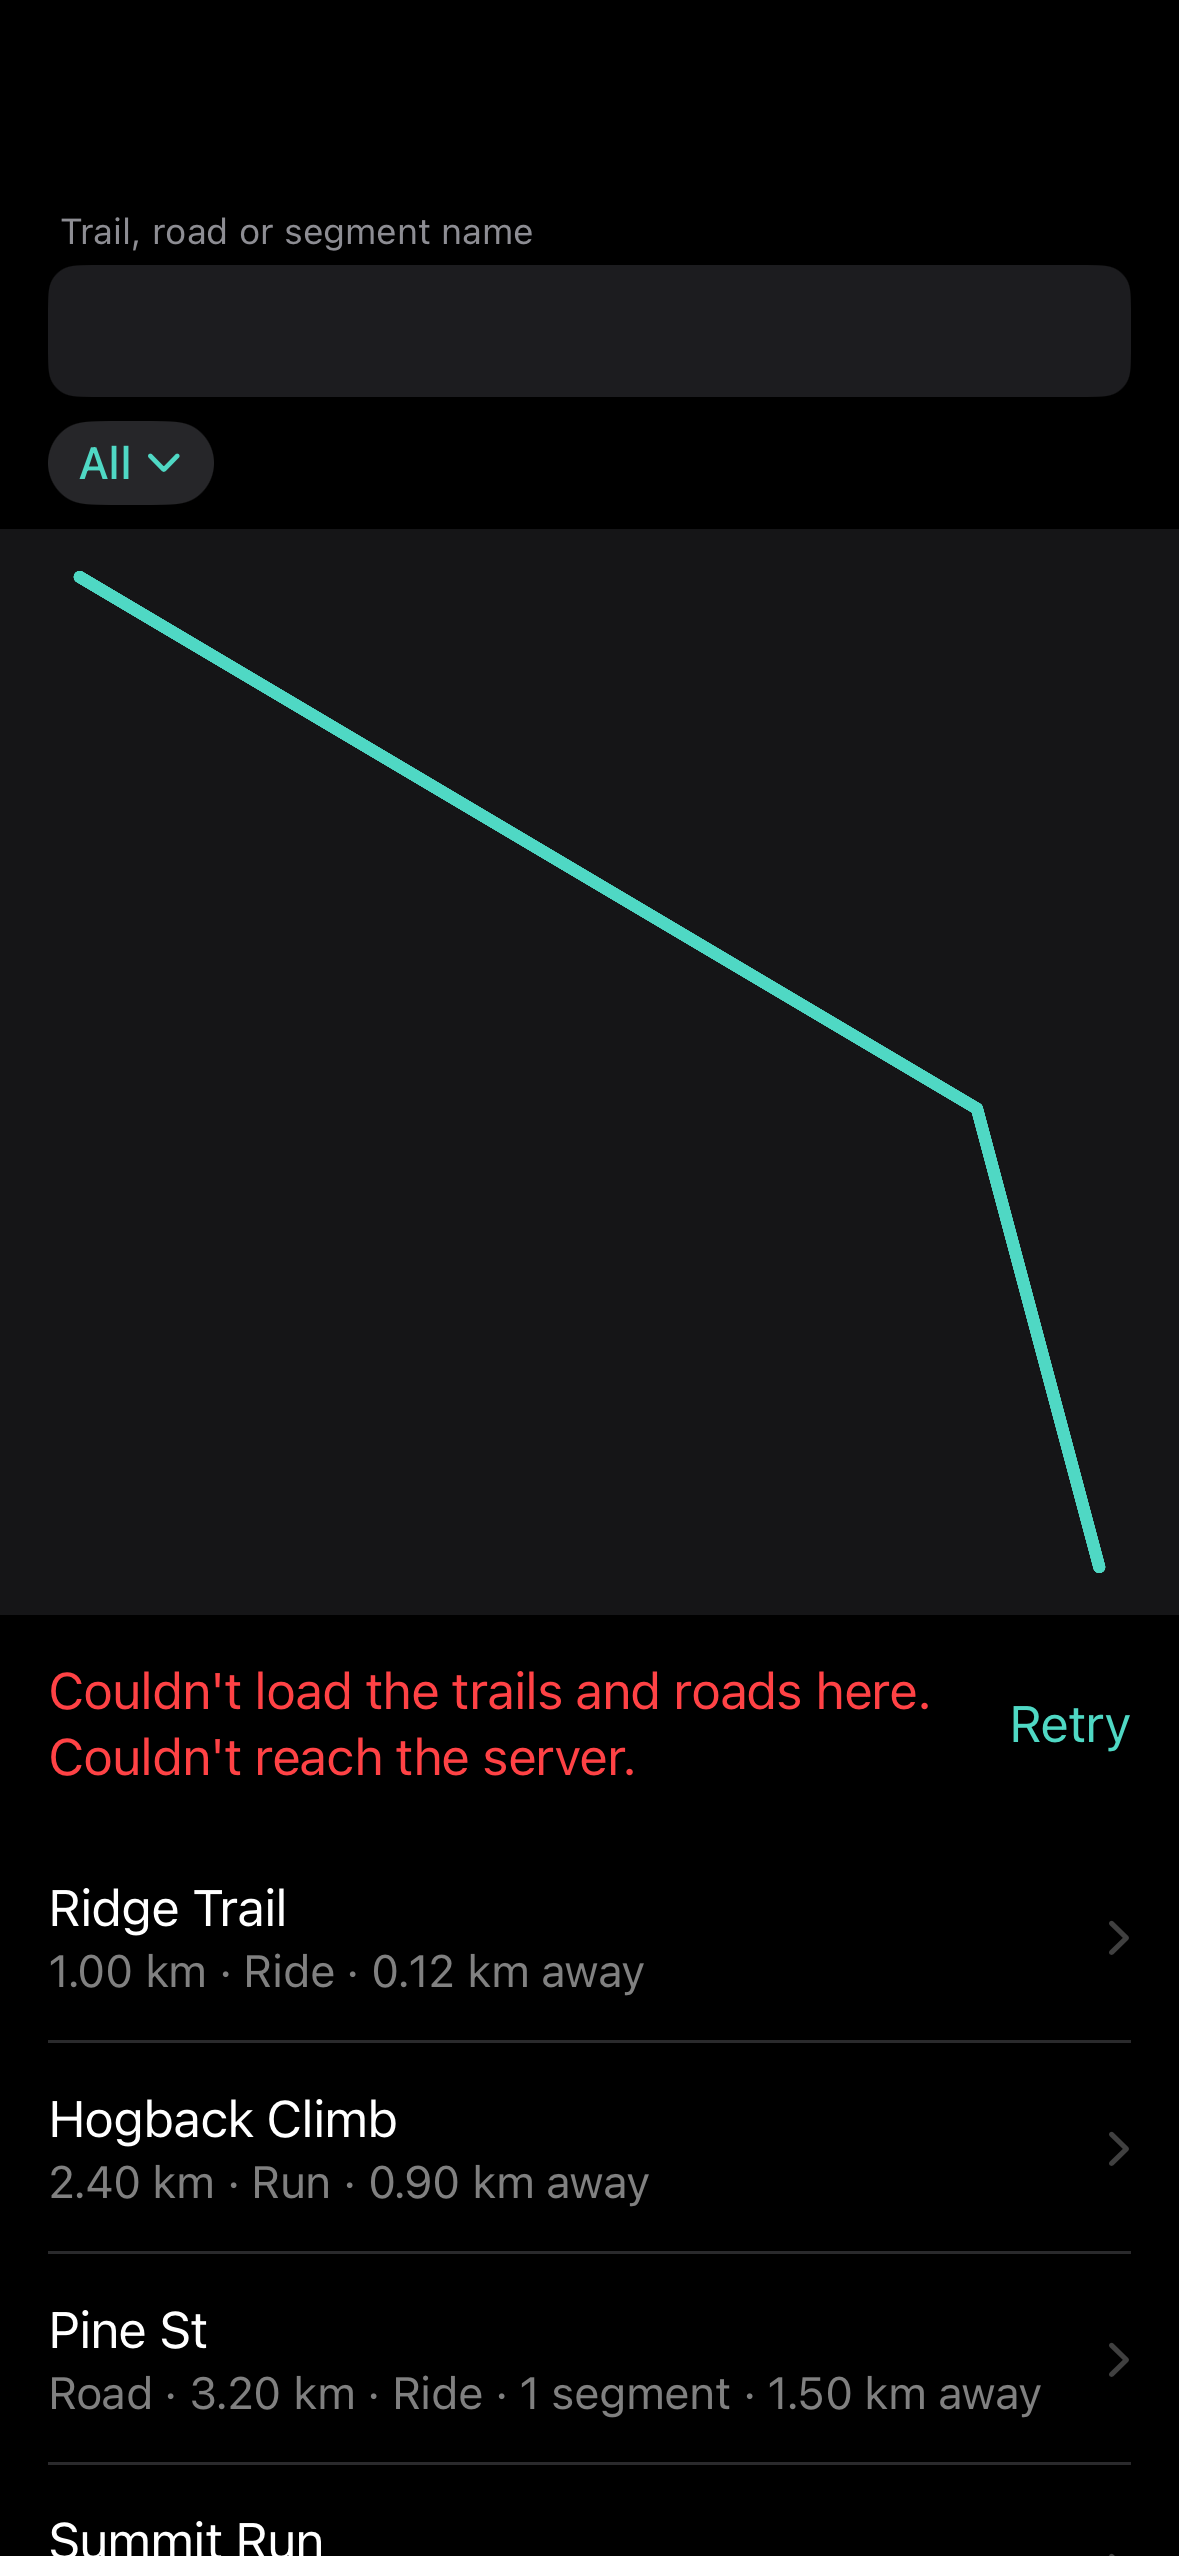 Trail, road or segment name
All
Couldn't load the trails and roads here.
Couldn't reach the server.
Retry
Ridge Trail
1.00 km · Ride · 0.12 km away
Hogback Climb
2.40 km · Run · 0.90 km away
Pine St
Road · 3.20 km · Ride · 1 segment · 1.50 km away
Summit Run